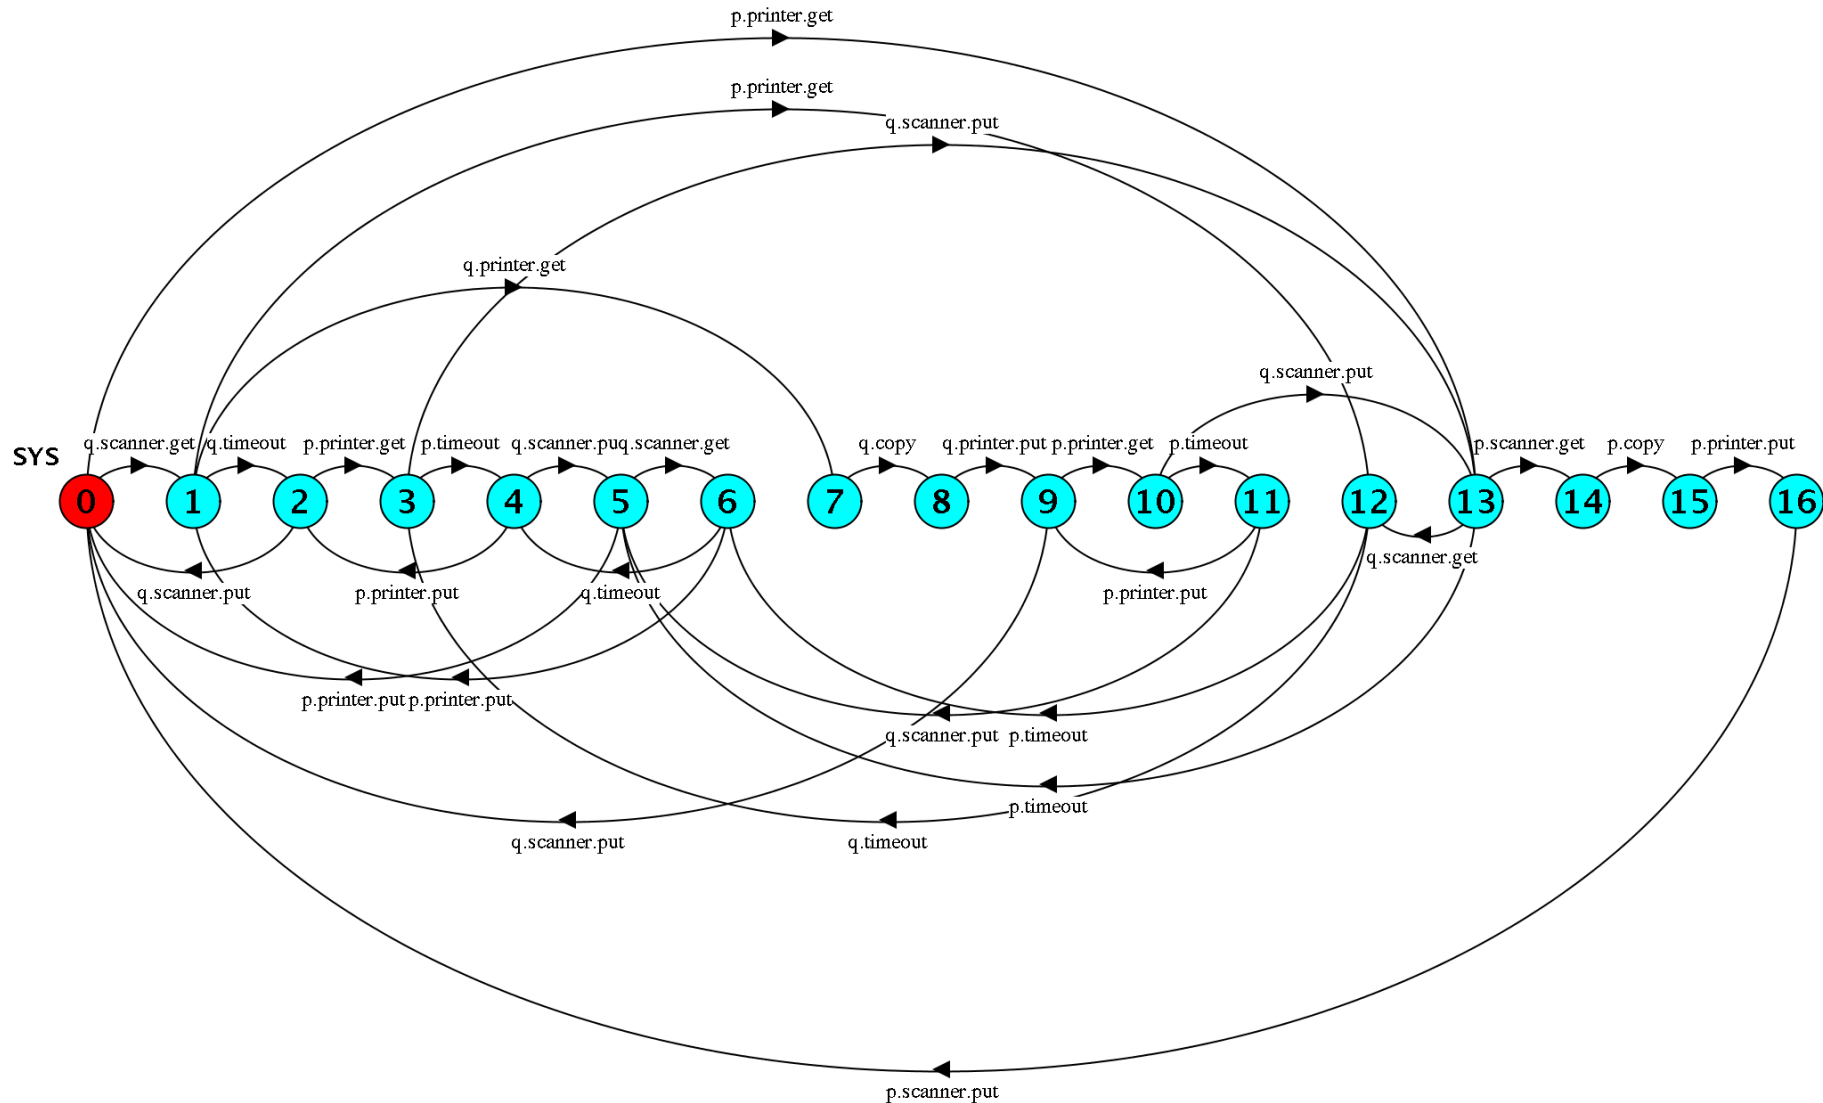 p.printer.get
p.printer.get
q.scanner.put
q.printer.get
q.scanner.put
SYS
q.scanner.get
q.timeout
p.printer.get
p.timeout
q.scanner.pu
q.scanner.get
q.copy
q.printer.put
p.printer.get
p.timeout
p.scanner.get
p.copy
p.printer.put
0
1
2
3
4
5
6
7
8
9
10
11
12
13
14
15
16
q.scanner.get
q.scanner.put
p.printer.put
q.timeout
p.printer.put
p.printer.put
p.printer.put
q.scanner.put
p.timeout
p.timeout
q.scanner.put
q.timeout
p.scanner.put